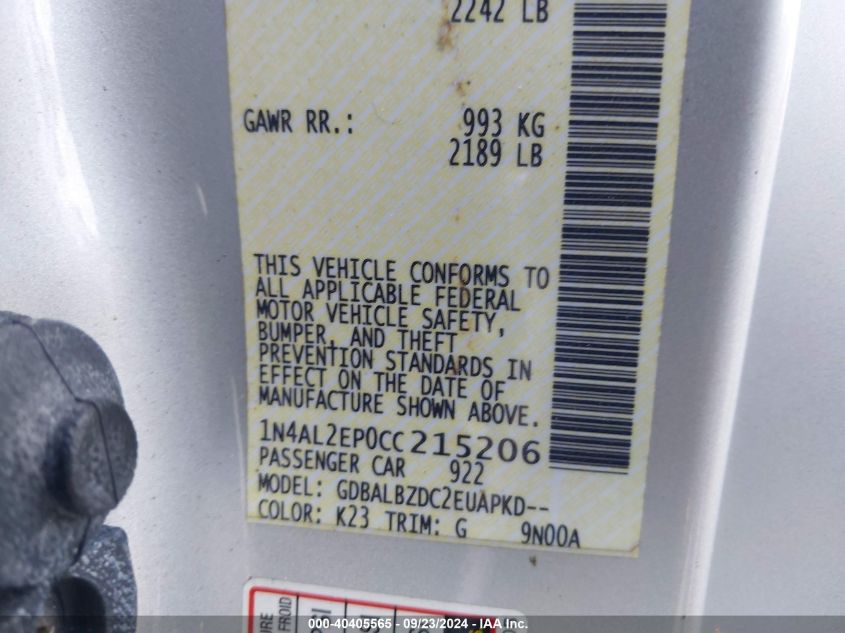 2242 LB
GAWR RR.: 993 KG
2189 LB
THIS VEHICLE CONFORMS TO
ALL APPLICABLE FEDERAL
MOTOR VEHICLE SAFETY,
BUMPER, AND THEFT
PREVENTION STANDARDS IN
EFFECT ON THE DATE OF
MANUFACTURE SHOWN ABOVE.
1N4AL2EP0CC215206
PASSENGER CAR 922
MODEL: GDBALBZDC2EUAPKD--
COLOR: K23 TRIM: G 9N00A
FROID
000-40405565 - 09/23/2024 - IAA Inc.